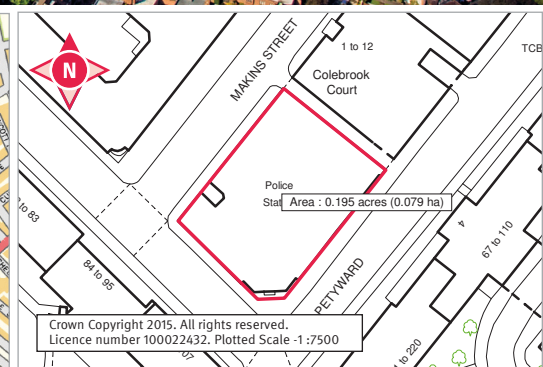 N
MAKINS STREET
1 to 12
Colebrook
Court
TCB
Police
Stat
Area : 0.195 acres (0.079 ha)
to 83
84 to 95
07
PETYWARD
4
67 to 110
to 220
Crown Copyright 2015. All rights reserved.
Licence number 100022432. Plotted Scale -1 :7500